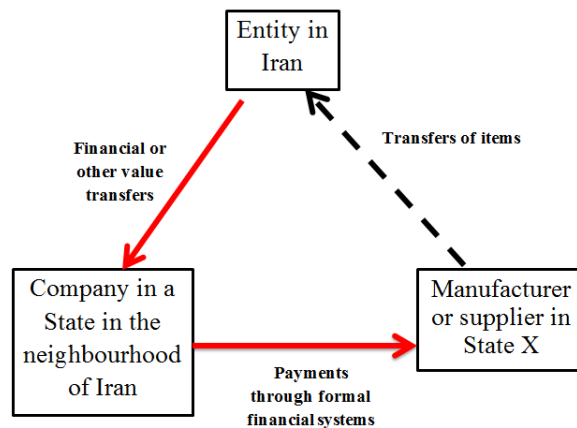 Entity in
Iran
Financial or
other value
transfers
Transfers of items
Company in a
State in the
neighbourhood
of Iran
Manufacturer
or supplier in
State X
Payments
through formal
financial systems